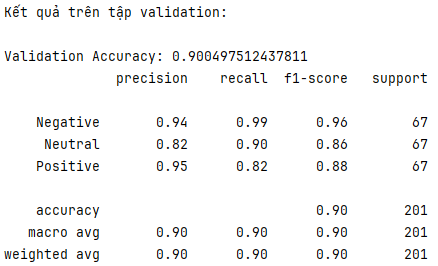 Kết quả trên tập validation:
Validation Accuracy: 0.900497512437811
precision recall f1-score support
Negative 0.94 0.99 0.96 67
Neutral 0.82 0.90 0.86 67
Positive 0.95 0.82 0.88 67
accuracy 0.90 201
macro avg 0.90 0.90 0.90 201
weighted avg 0.90 0.90 0.90 201